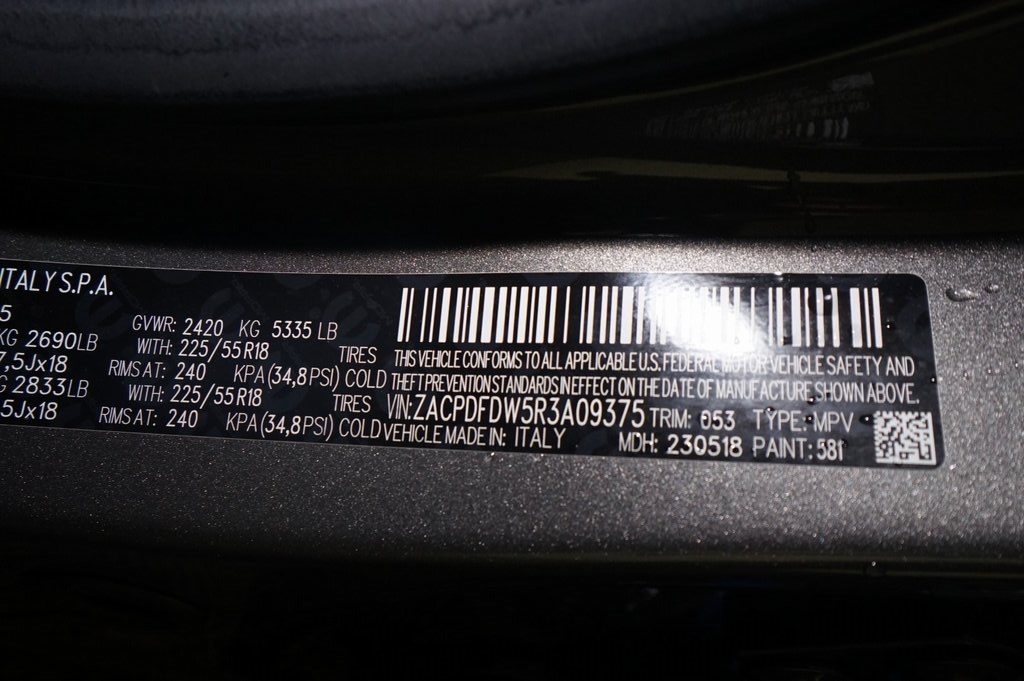 ITALY S.P.A.
5
KG 2690LB
7,5Jx18
G 2833LB
5Jx18
GVWR: 2420 KG 5335 LB
WITH: 225/55R18 TIRES
RIMS AT: 240 KPA(34,8PSI) COLD
WITH: 225/55R18 TIRES
RIMS AT: 240 KPA(34,8PSI) COLD
THIS VEHICLE CONFORMS TO ALL APPLICABLE U.S. FEDERAL MOTOR VEHICLE SAFETY AND
THEFT PREVENTION STANDARDS IN EFFECT ON THE DATE OF MANUFACTURE SHOWN ABOVE.
VIN: ZACPDFDW5R3A09375 TRIM: 053 TYPE: MPV
VEHICLE MADE IN: ITALY MDH: 230518 PAINT: 581